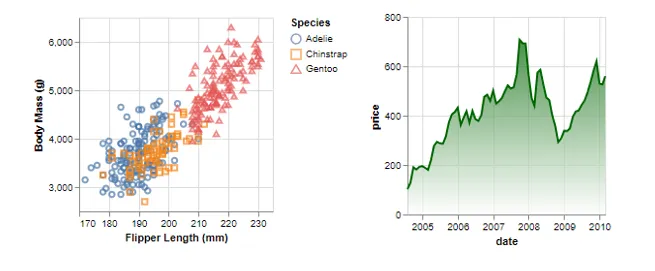 Species
Adelie
Chinstrap
Gentoo
6,000
5,000
4,000
3,000
Body Mass (g)
170 180 190 200 210 220 230
Flipper Length (mm)
800
600
400
200
0
price
2005 2006 2007 2008 2009 2010
date